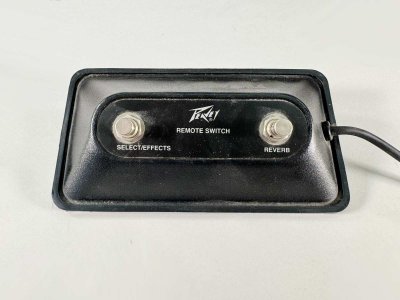 PEAVEY
REMOTE SWITCH
SELECT/EFFECTS
REVERB